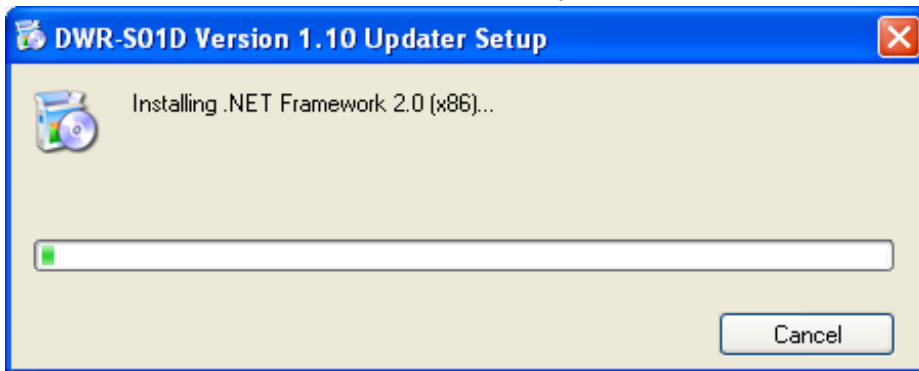 DWR-S01D Version 1.10 Updater Setup
Installing .NET Framework 2.0 (x86)...
Cancel